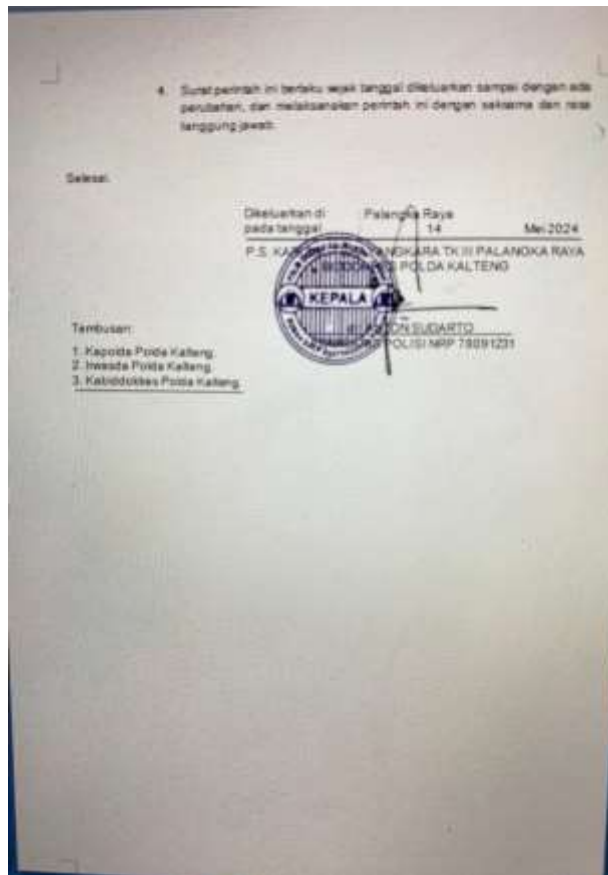 4. Surat perintah ini berlaku sejak tanggal dikeluarkan sampai dengan ada
perubahan, dan melaksanakan perintah ini dengan seksama dan rasa
tanggung jawab.
Selesai.
Dikeluarkan di Palangka Raya
pada tanggal 14 Mei 2024
P.S. KA ANGKARA TK III PALANGKA RAYA
POLDA KALTENG
KEPALA
SUDARTO
POLISI NRP 78091231
Tembusan:
1. Kapolda Polda Kalteng.
2. Irwasda Polda Kalteng.
3. Kabiddokkes Polda Kalteng.